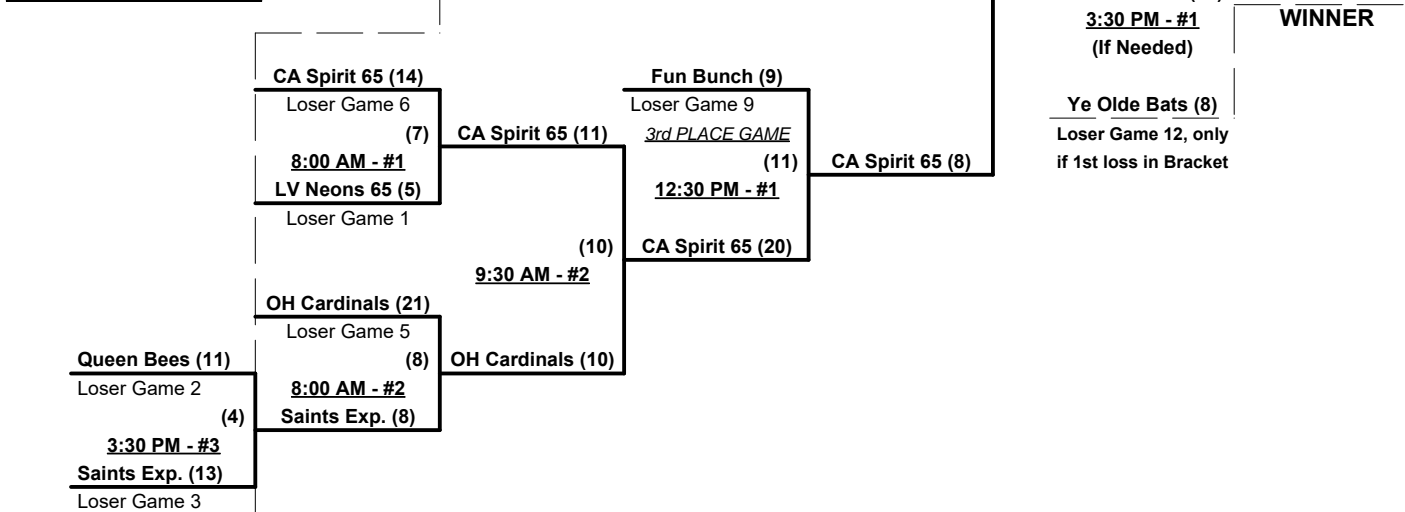 3:30 PM - #1
WINNER
(If Needed)
CA Spirit 65 (14)
Fun Bunch (9)
Loser Game 6
Loser Game 9
Ye Olde Bats (8)
(7)
CA Spirit 65 (11)
3rd PLACE GAME
Loser Game 12, only
8:00 AM - #1
(11)
CA Spirit 65 (8)
if 1st loss in Bracket
LV Neons 65 (5)
12:30 PM - #1
Loser Game 1
(10)
CA Spirit 65 (20)
9:30 AM - #2
OH Cardinals (21)
Loser Game 5
Queen Bees (11)
(8)
OH Cardinals (10)
Loser Game 2
8:00 AM - #2
(4)
Saints Exp. (8)
3:30 PM - #3
Saints Exp. (13)
Loser Game 3